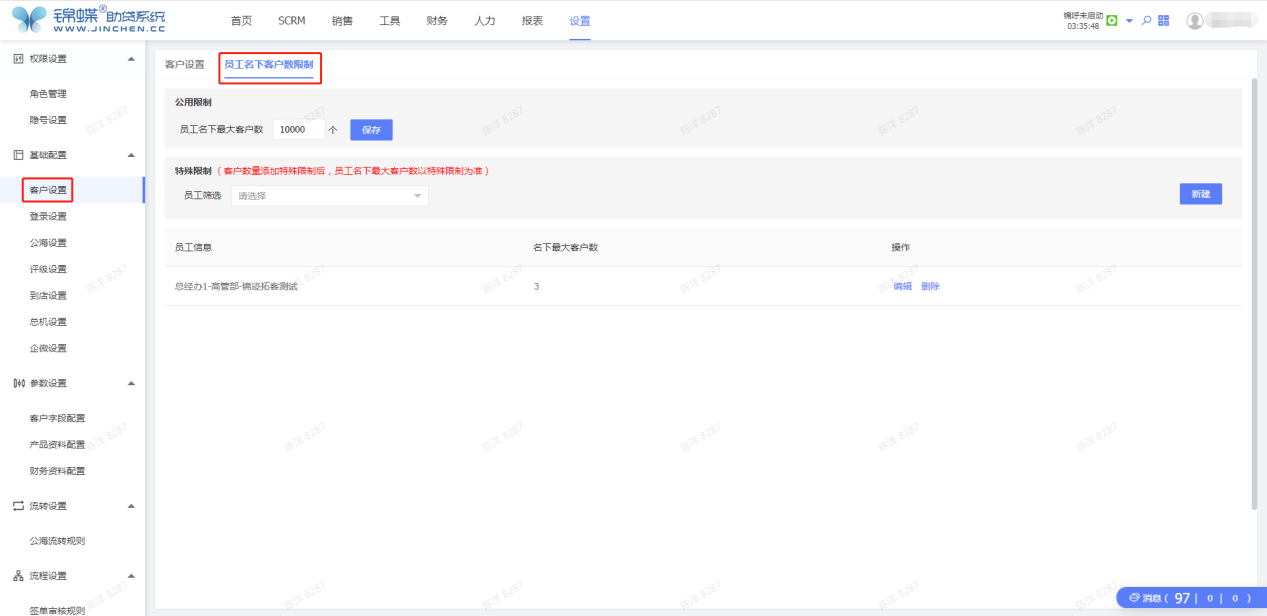 锦蝶®助贷系统
WWW.JINCHEN.CC
首页 SCRM 销售 工具 财务 人力 报表 设置
锦呼未启动
03:35:48
权限设置
角色管理
隐号设置
基础配置
客户设置
登录设置
公海设置
评级设置
到店设置
总机设置
企微设置
参数设置
客户字段配置
产品资料配置
财务资料配置
流转设置
公海流转规则
流程设置
签单审核规则
客户设置 员工名下客户数限制
公用限制
员工名下最大客户数 10000 个 保存
特殊限制 ( 客户数量添加特殊限制后，员工名下最大客户数以特殊限制为准 )
员工筛选 请选择 新建
员工信息 名下最大客户数 操作
总经办1-高管部-锦迹拓客测试 3 编辑 删除
陈洋 8287
消息 ( 97 | 0 | 0 )